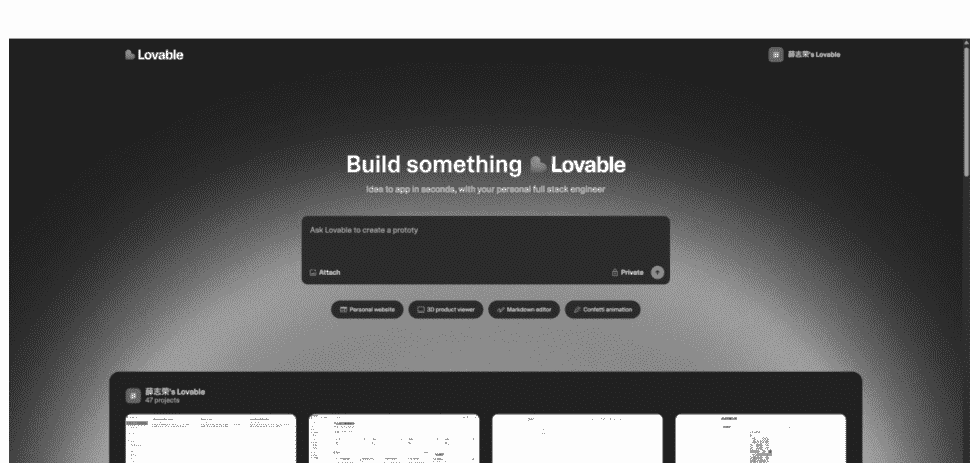 Lovable
薛志荣's Lovable
Build something Lovable
Idea to app in seconds, with your personal full stack engineer
Ask Lovable to create a prototy
Attach
Private
Personal website
3D product viewer
Markdown editor
Confetti animation
薛志荣's Lovable
47 projects